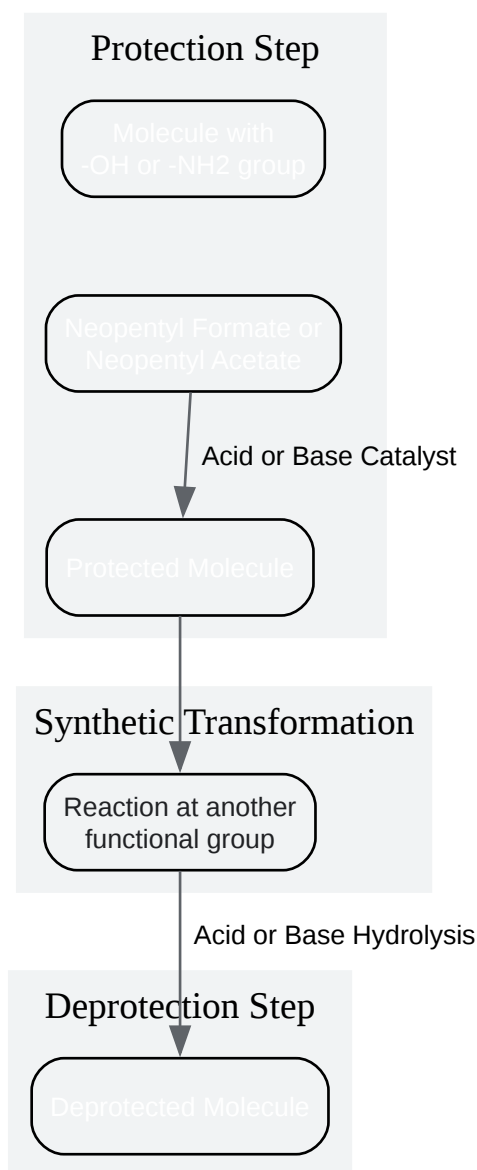 Protection Step
Molecule with
-OH or -NH2 group
Neopentyl Formate or
Neopentyl Acetate
Acid or Base Catalyst
Protected Molecule
Synthetic Transformation
Reaction at another
functional group
Acid or Base Hydrolysis
Deprotection Step
Deprotected Molecule